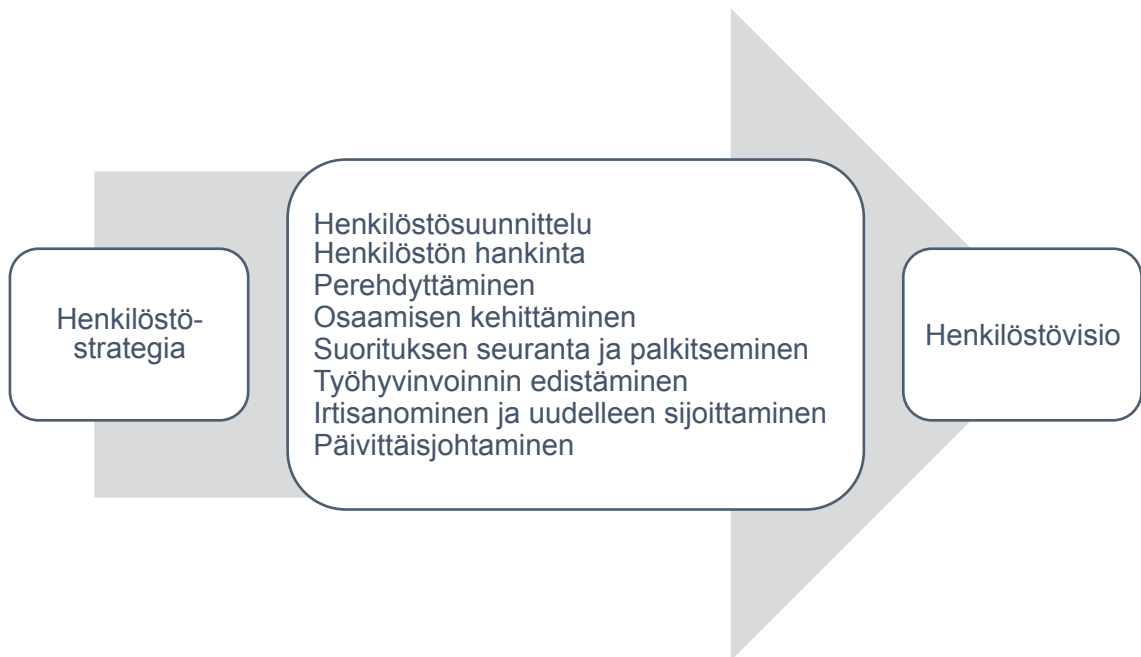 Henkilöstö-
strategia
Henkilöstösuunnittelu
Henkilöstön hankinta
Perehdyttäminen
Osaamisen kehittäminen
Suorituksen seuranta ja palkitseminen
Työhyvinvoinnin edistäminen
Irtisanominen ja uudelleen sijoittaminen
Päivittäisjohtaminen
Henkilöstövisio